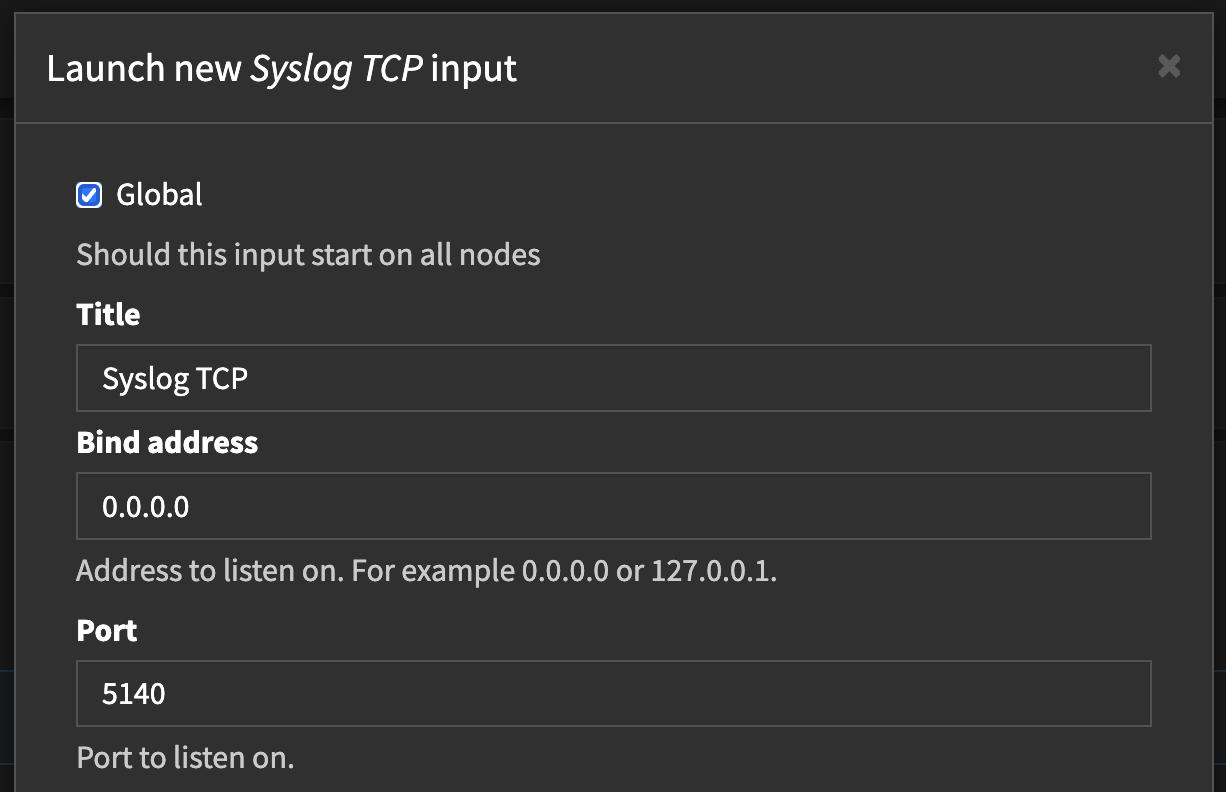 Launch new Syslog TCP input
Global
Should this input start on all nodes
Title
Syslog TCP
Bind address
0.0.0.0
Address to listen on. For example 0.0.0.0 or 127.0.0.1.
Port
5140
Port to listen on.